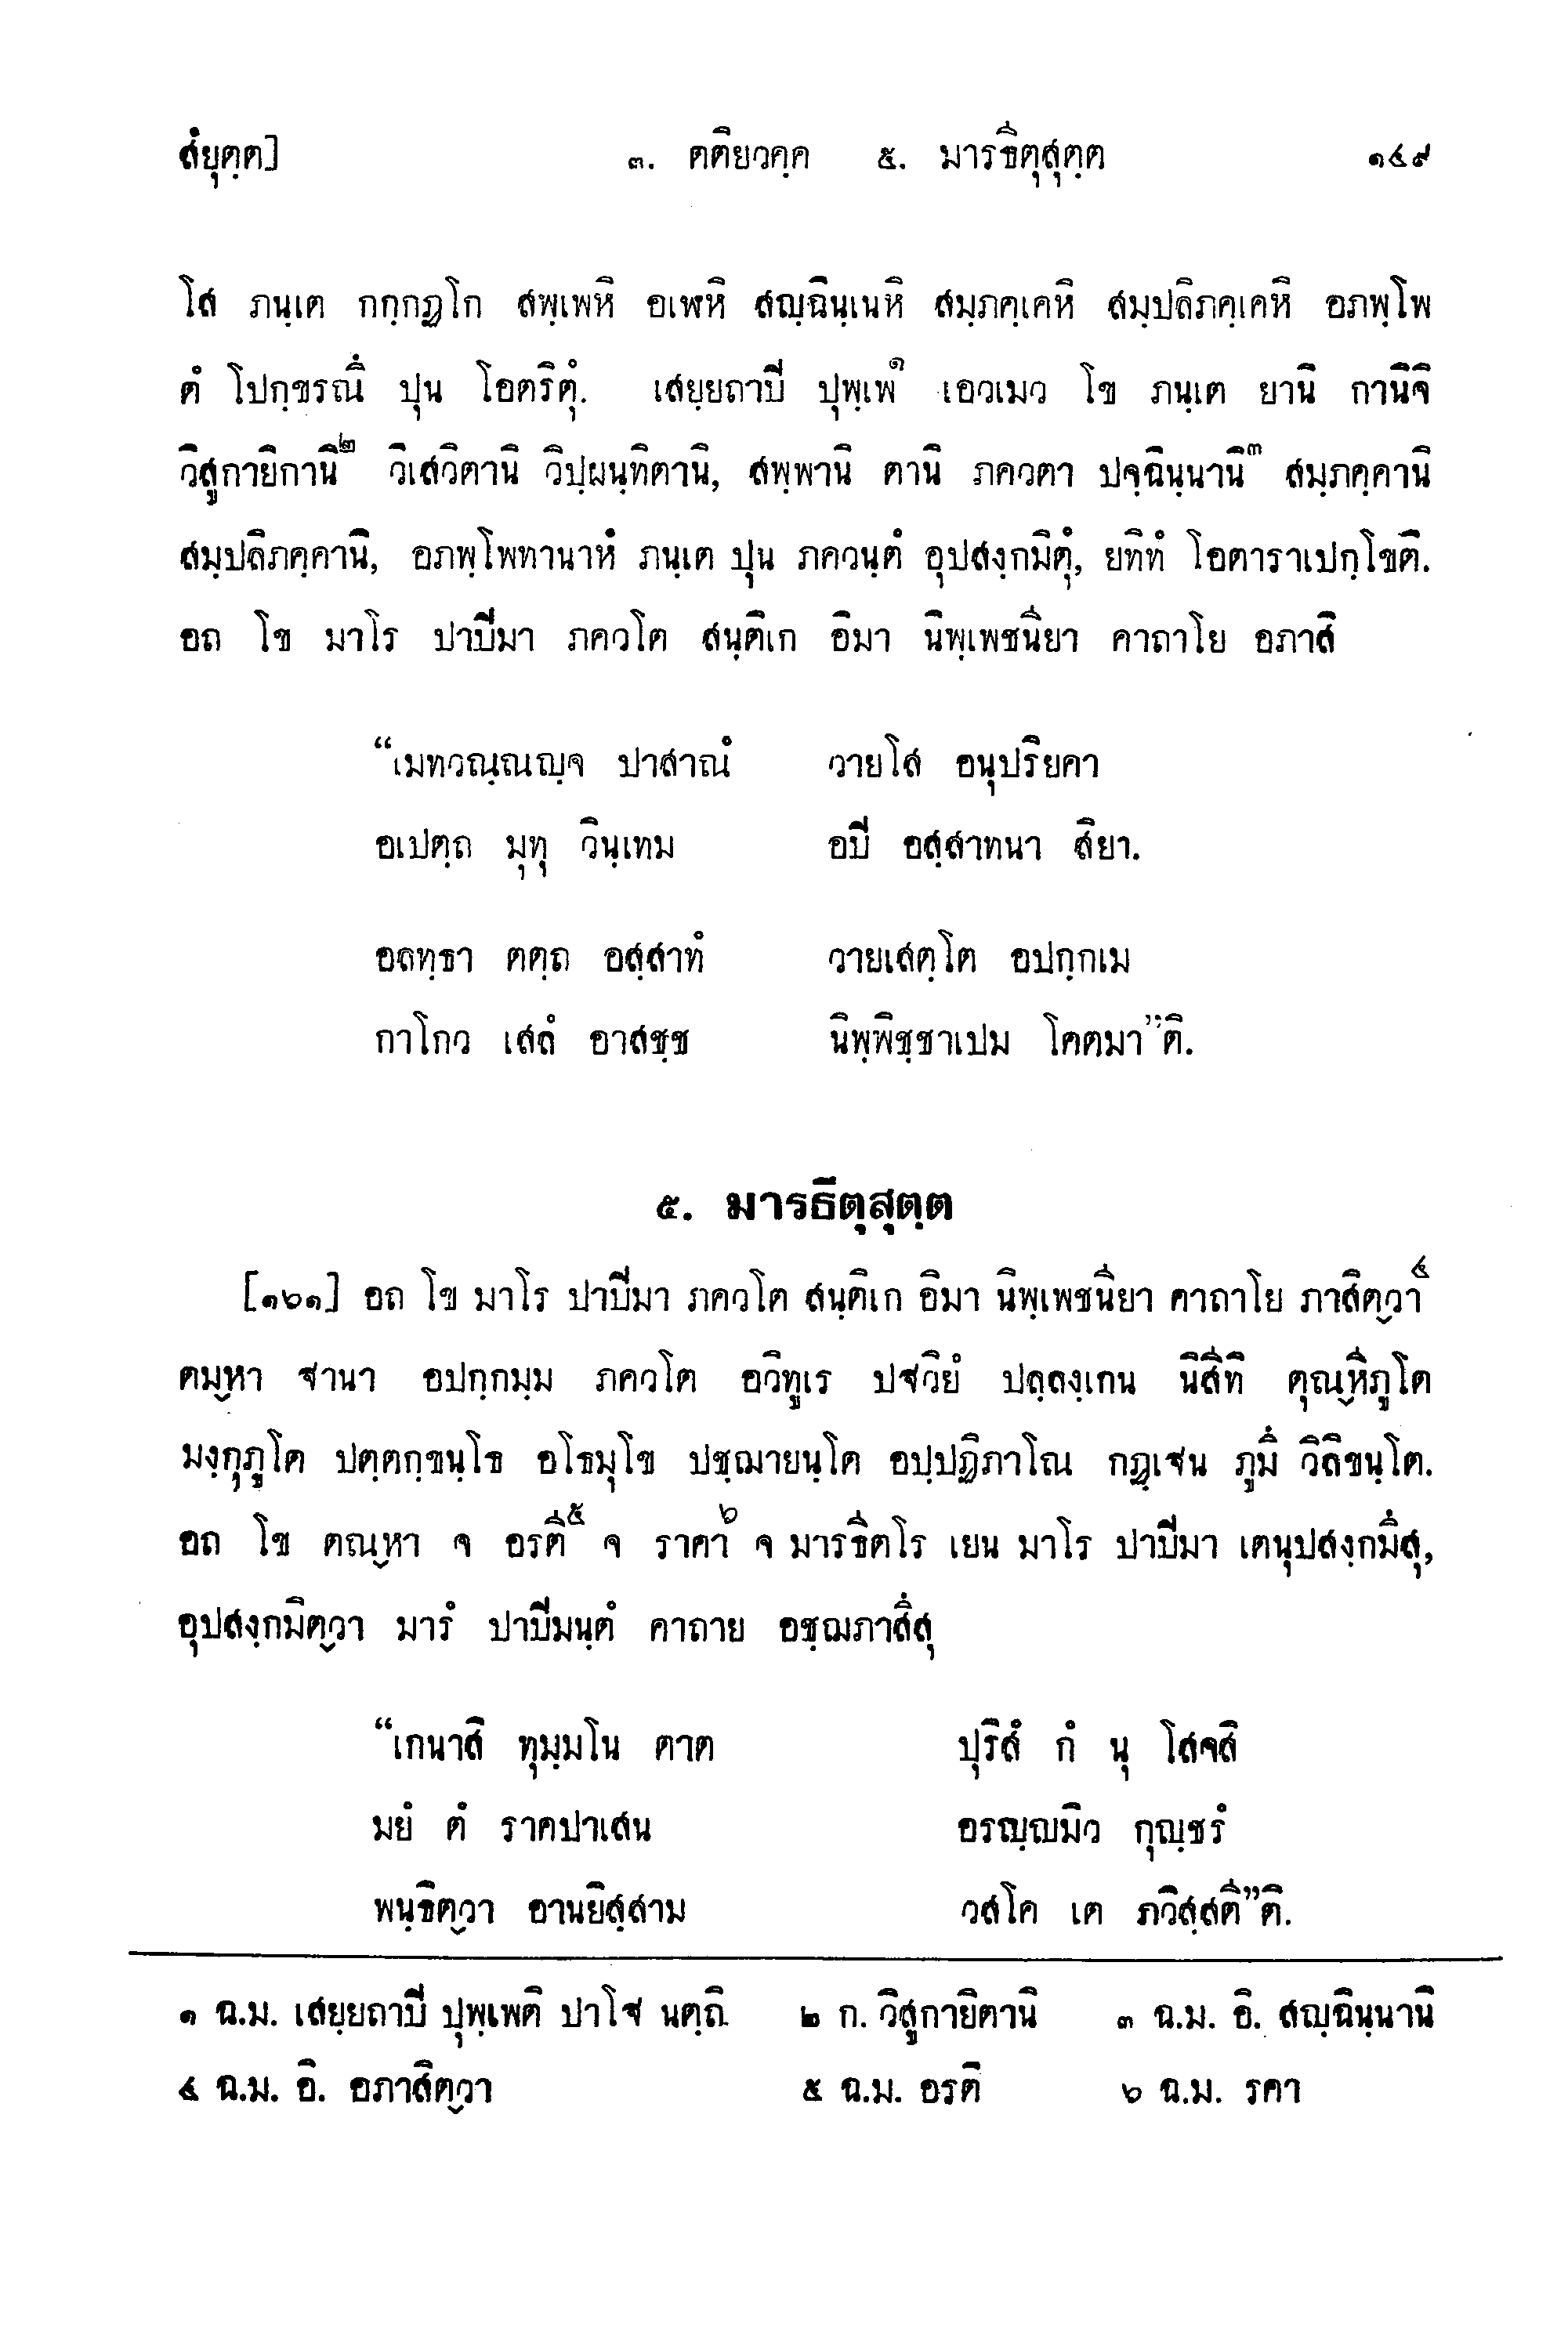 สํยุตฺต] ๓. ตติยวคฺค ๕. มารธีตุสุตฺต ๑๔๙
โส ภนฺเต กกฺกฏโก สพฺเพหิ อเฬหิ สญฺฉินฺเนหิ สมฺภคฺเคหิ สมฺปลิภคฺเคหิ อภพฺโพ
ตํ โปกฺขรณึ ปุน โอตริตุํ. เสยฺยถาปิ ปุพฺเพ๑ เอวเมว โข ภนฺเต ยานิ กานิจิ
วิสูกายิกานิ๒ วิเสวิตานิ วิปฺผนฺทิตานิ, สพฺพานิ ตานิ ภควตา ปจฺฉินฺนานิ๓ สมฺภคฺคานิ
สมฺปลิภคฺคานิ, อภพฺโพทานาหํ ภนฺเต ปุน ภควนฺตํ อุปสงฺกมิตุํ, ยทิทํ โอตาราเปกฺโขติ.
อถ โข มาโร ปาปิมา ภควโต สนฺติเก อิมา นิพฺเพชนิยา คาถาโย อภาสิ
“เมทวณฺณญฺจ ปาสาณํ วายโส อนุปริยคา
อเปตฺถ มุทุ วินฺเทม อปิ อสฺสาทนา สิยา.
อลทฺธา ตตฺถ อสฺสาทํ วายเสตฺโต อปกฺกเม
กาโกว เสลํ อาสชฺช นิพฺพิชฺชาเปม โคตมา”ติ.
๕. มารธีตุสุตฺต
[๑๖๑] อถ โข มาโร ปาปิมา ภควโต สนฺติเก อิมา นิพฺเพชนิยา คาถาโย ภาสิตฺวา๔
ตมฺหา ฐานา อปกฺกมฺม ภควโต อวิทูเร ปฐวิยํ ปลฺลงฺเกน นิสีทิ ตุณฺหีภูโต
มงฺกุภูโต ปตฺตกฺขนฺโธ อโธมุโข ปชฺฌายนฺโต อปฺปฏิภาโณ กฏฺเฐน ภูมึ วิลิขนฺโต.
อถ โข ตณฺหา จ อรตี๕ จ ราคา๖ จ มารธีตโร เยน มาโร ปาปิมา เตนุปสงฺกมึสุ,
อุปสงฺกมิตฺวา มารํ ปาปิมนฺตํ คาถาย อชฺฌภาสึสุ
“เกนาสิ ทุมฺมโน ตาต ปุริสํ กํ นุ โสจสิ
มยํ ตํ ราคปาเสน อรญฺญมิว กุญฺชรํ
พนฺธิตฺวา อานยิสฺสาม วสโค เต ภวิสฺสตี”ติ.
๑ ฉ.ม. เสยฺยถาปิ ปุพฺเพติ ปาโฐ นตฺถิ ๒ ก. วิสูกายิตานิ ๓ ฉ.ม. อิ. สญฺฉินฺนานิ
๔ ฉ.ม. อิ. อภาสิตฺวา ๕ ฉ.ม. อรติ ๖ ฉ.ม. รคา